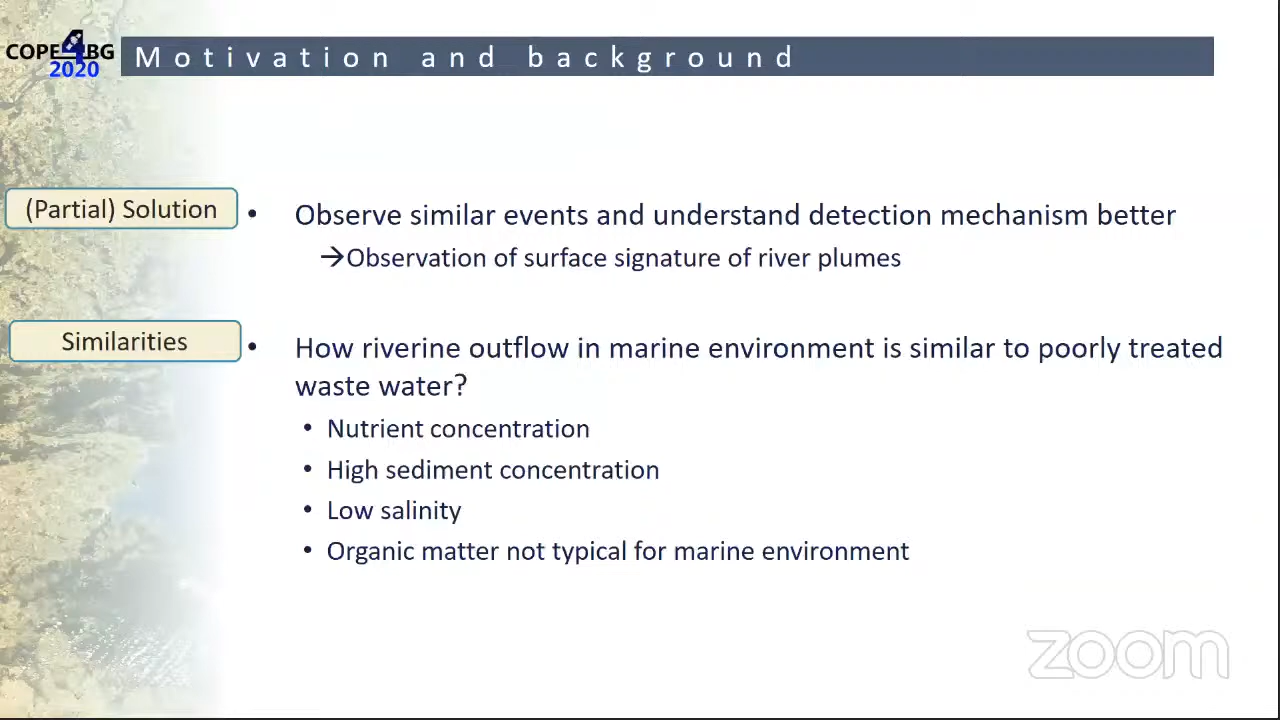 COPE4BG
2020
Motivation and background
(Partial) Solution
• Observe similar events and understand detection mechanism better
→Observation of surface signature of river plumes
Similarities
• How riverine outflow in marine environment is similar to poorly treated
waste water?
• Nutrient concentration
• High sediment concentration
• Low salinity
• Organic matter not typical for marine environment
zoom